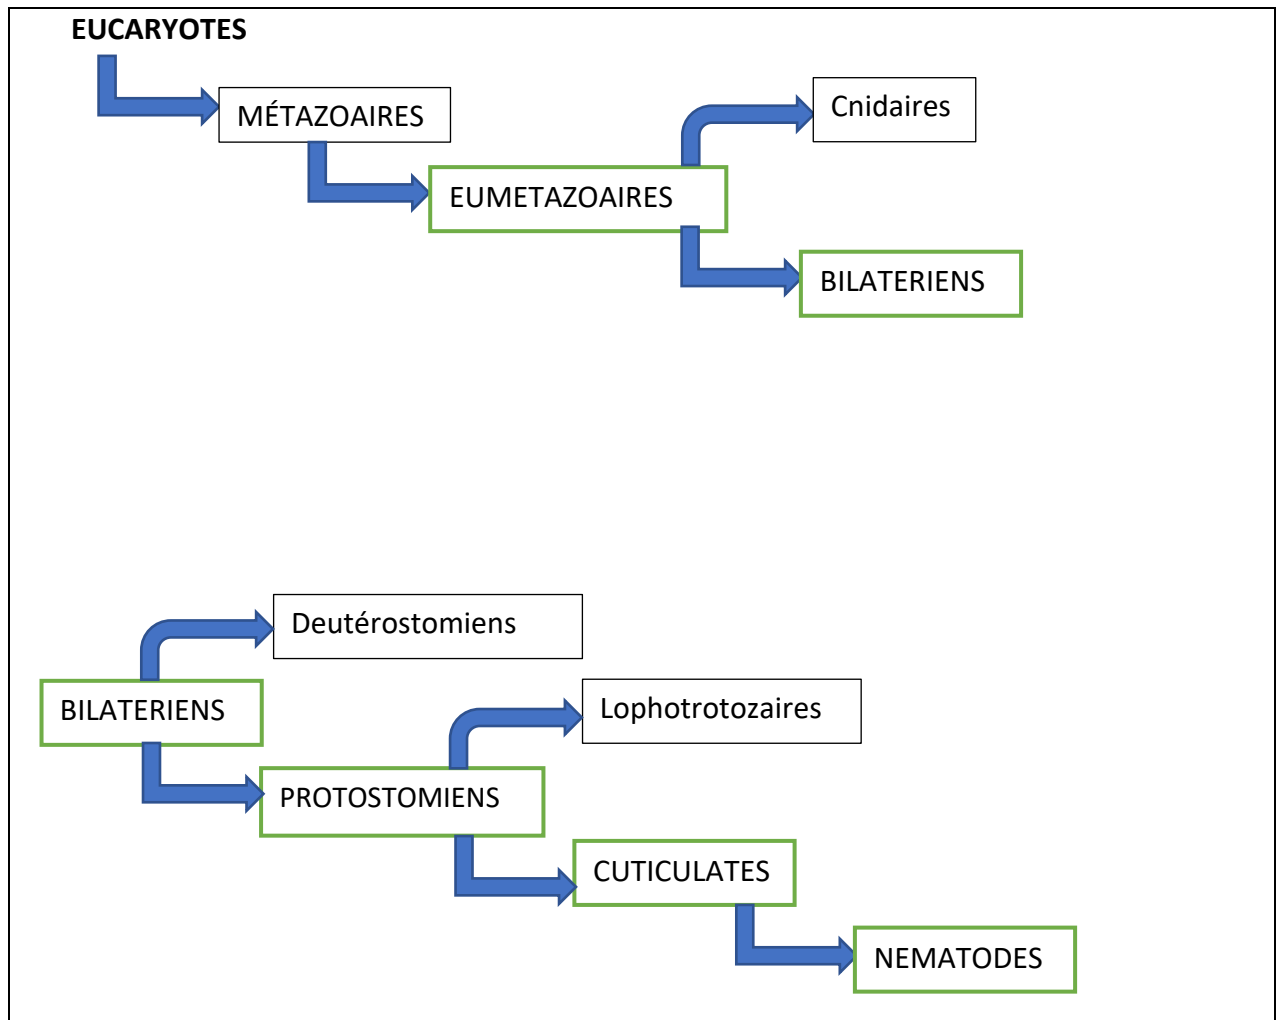 EUCARYOTES
MÉTAZOAIRES
Cnidaires
EUMETAZOAIRES
BILATERIENS
Deutérostomiens
BILATERIENS
Lophotrotozaires
PROTOSTOMIENS
CUTICULATES
NEMATODES